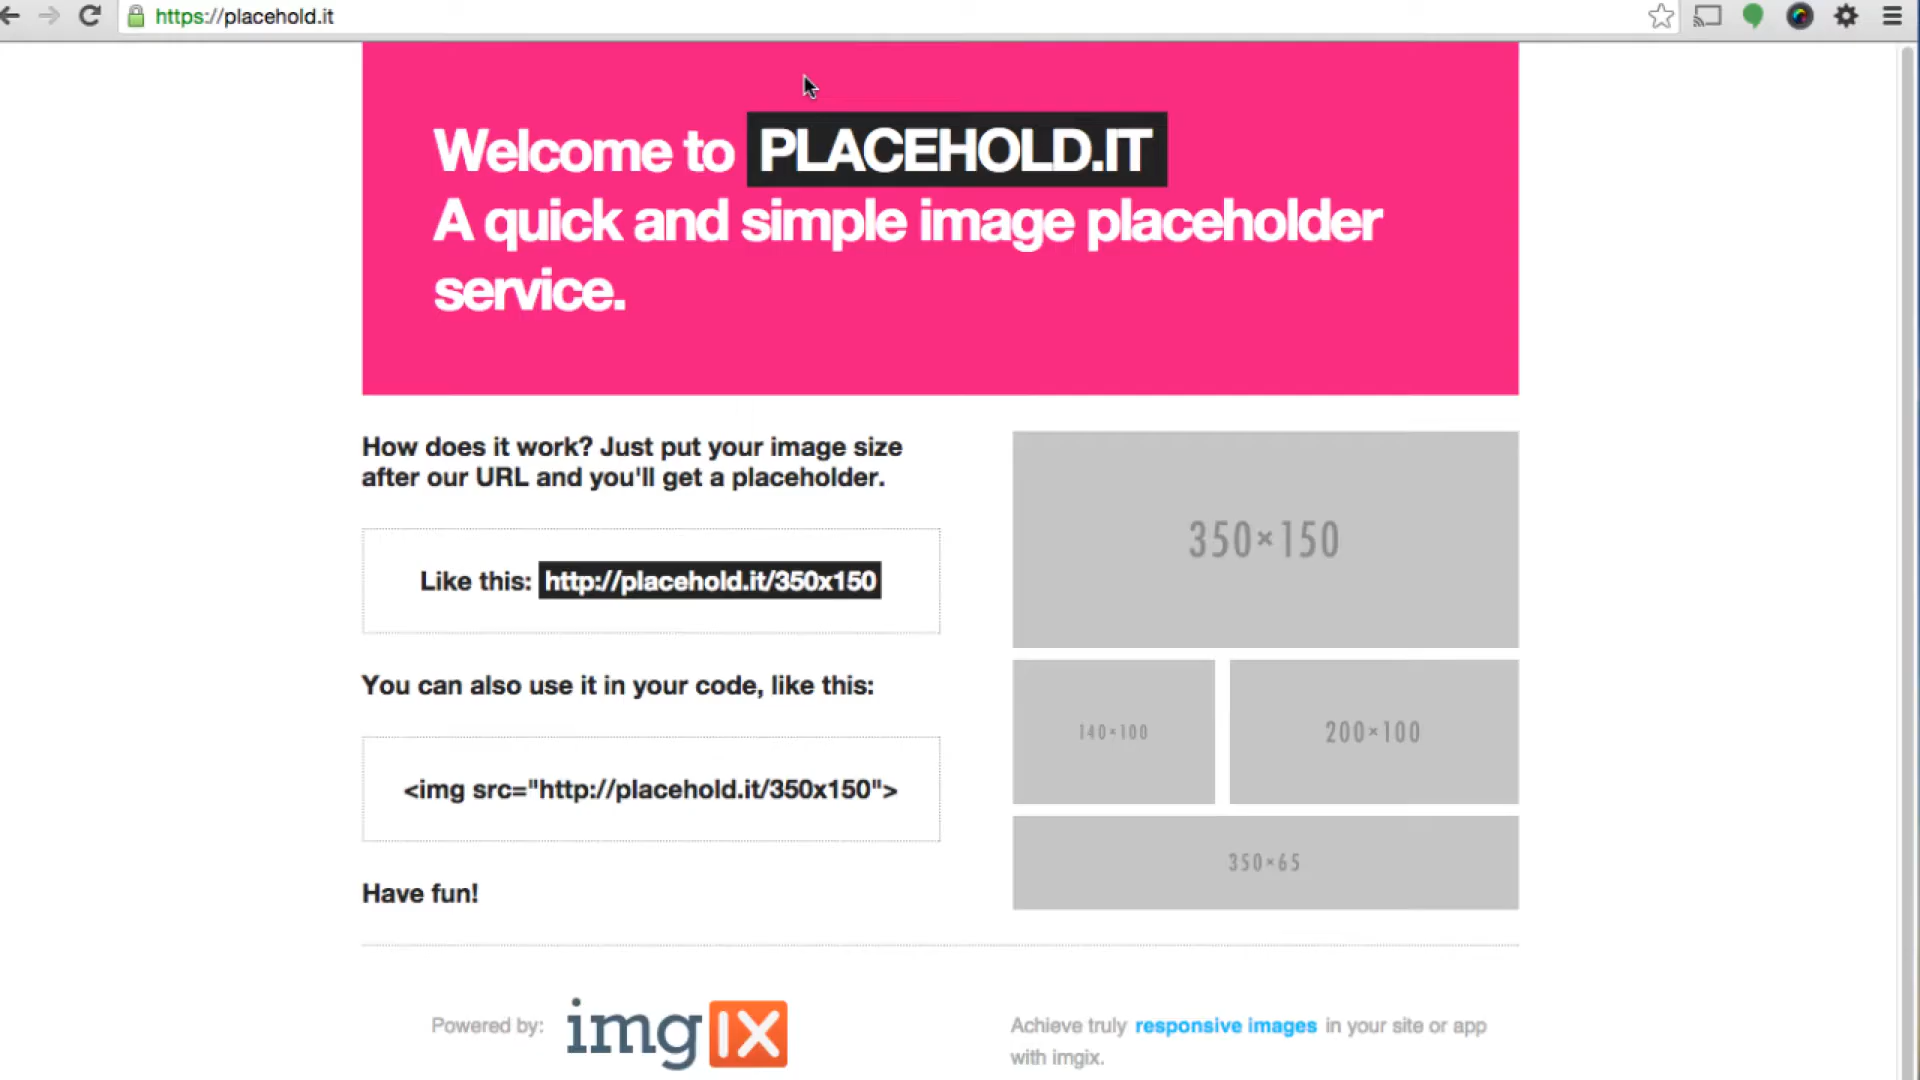 https://placehold.it
Welcome to PLACEHOLD.IT
A quick and simple image placeholder
service.
How does it work? Just put your image size
after our URL and you'll get a placeholder.
Like this: http://placehold.it/350x150
You can also use it in your code, like this:
<img src="http://placehold.it/350x150">
Have fun!
350×150
140×100
200×100
350×65
Powered by: imgIX
Achieve truly responsive images in your site or app
with imgix.